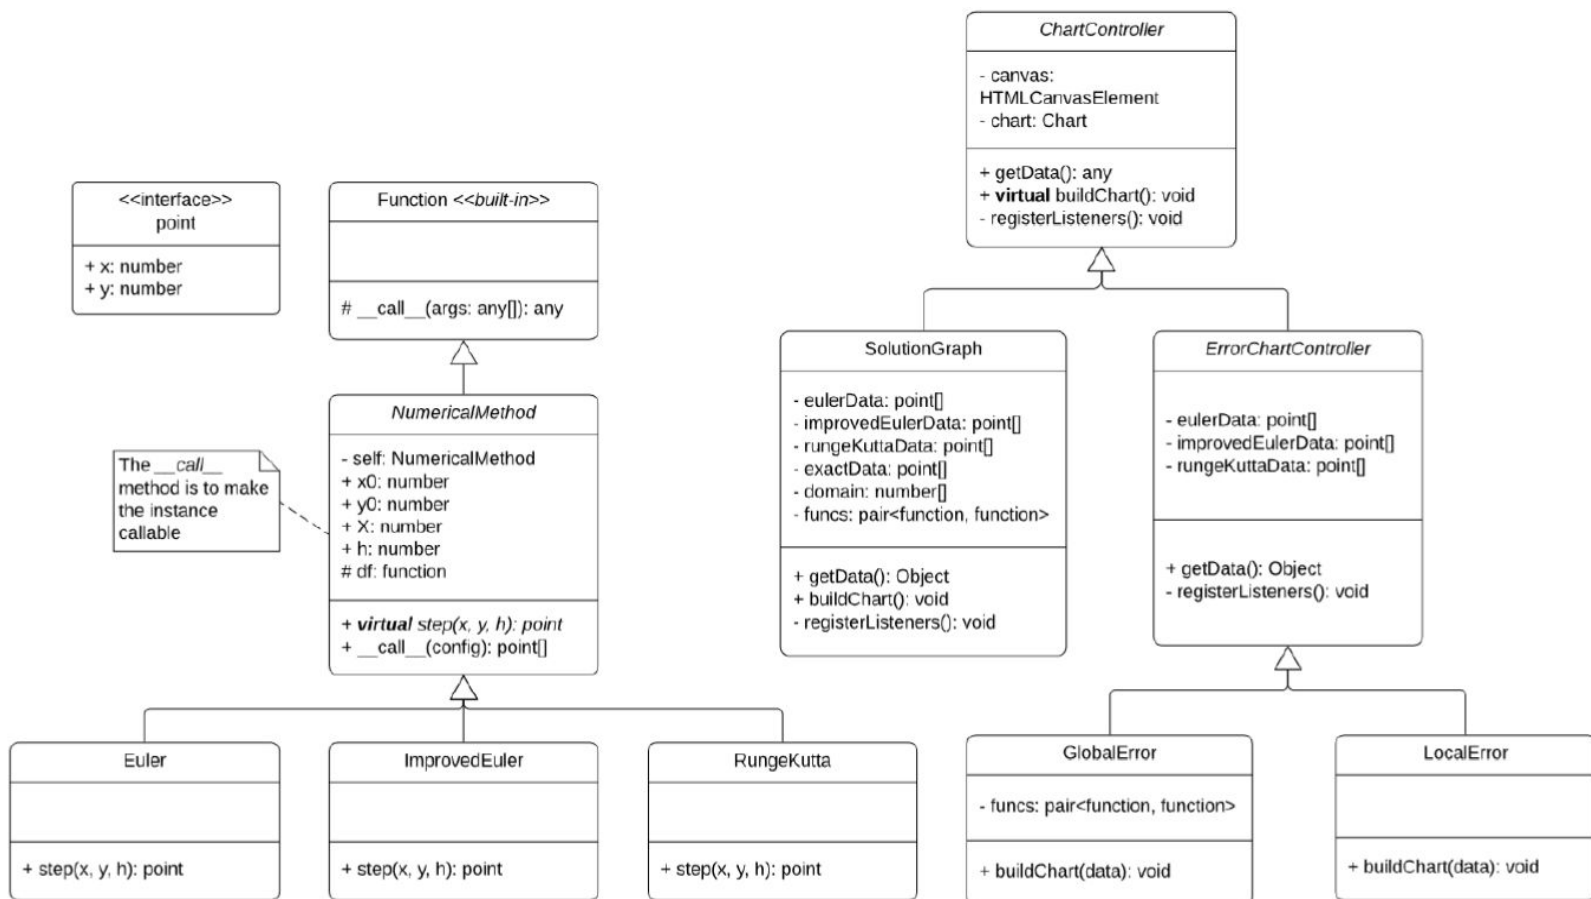 ChartController
- canvas:
HTMLCanvasElement
- chart: Chart
+ getData(): any
+ virtual buildChart(): void
- registerListeners(): void
<<interface>>
point
+ x: number
+ y: number
Function <<built-in>>
# __call__(args: any[]): any
SolutionGraph
- eulerData: point[]
- improvedEulerData: point[]
- rungeKuttaData: point[]
- exactData: point[]
- domain: number[]
- funcs: pair<function, function>
+ getData(): Object
+ buildChart(): void
- registerListeners(): void
ErrorChartController
- eulerData: point[]
- improvedEulerData: point[]
- rungeKuttaData: point[]
+ getData(): Object
- registerListeners(): void
NumericalMethod
- self: NumericalMethod
+ x0: number
+ y0: number
+ X: number
+ h: number
# df: function
+ virtual step(x, y, h): point
+ __call__(config): point[]
The __call__
method is to make
the instance
callable
Euler
+ step(x, y, h): point
ImprovedEuler
+ step(x, y, h): point
RungeKutta
+ step(x, y, h): point
GlobalError
- funcs: pair<function, function>
+ buildChart(data): void
LocalError
+ buildChart(data): void